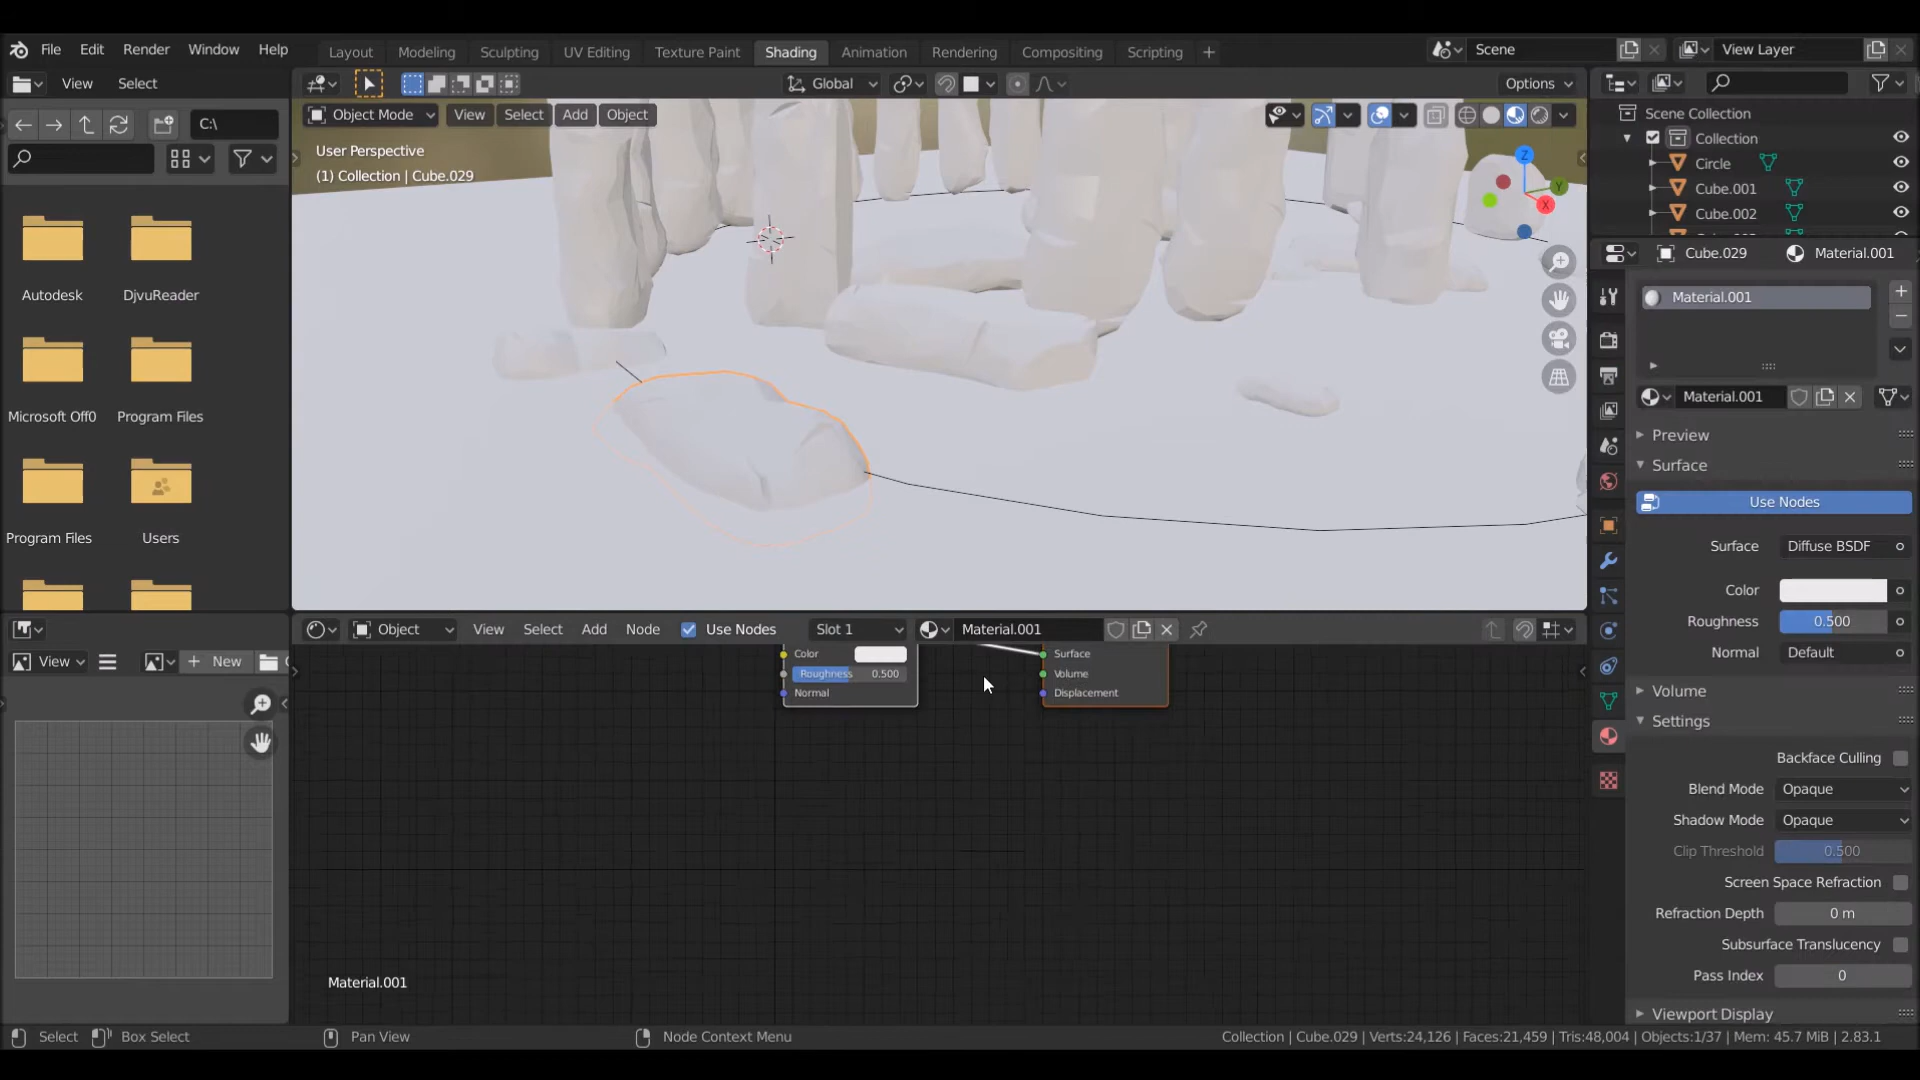 File Edit Render Window Help
Layout Modeling Sculpting UV Editing Texture Paint Shading Animation Rendering Compositing Scripting +
Scene
View Layer
View Select
Global
Options
C:\
Object Mode View Select Add Object
User Perspective
(1) Collection | Cube.029
Z
Y
X
Autodesk
DjvuReader
Microsoft Off0
Program Files
Program Files
Users
Scene Collection
Collection
Circle
Cube.001
Cube.002
Cube.029
Material.001
Material.001
Material.001
Preview
Surface
Use Nodes
Surface Diffuse BSDF
Color
Roughness 0.500
Normal Default
Volume
Settings
Backface Culling
Blend Mode Opaque
Shadow Mode Opaque
Clip Threshold 0.500
Screen Space Refraction
Refraction Depth 0 m
Subsurface Translucency
Pass Index 0
Viewport Display
Object View Select Add Node Use Nodes Slot 1 Material.001
View
+ New
Color
Roughness 0.500
Normal
Surface
Volume
Displacement
Material.001
Select Box Select Pan View Node Context Menu
Collection | Cube.029 | Verts:24,126 | Faces:21,459 | Tris:48,004 | Objects:1/37 | Mem: 45.7 MiB | 2.83.1